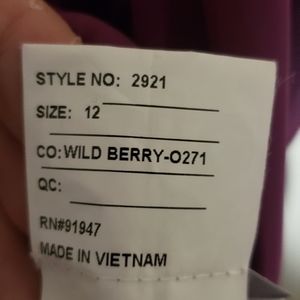 STYLE NO: 2921
SIZE: 12
CO: WILD BERRY-O271
QC:
RN#91947
MADE IN VIETNAM